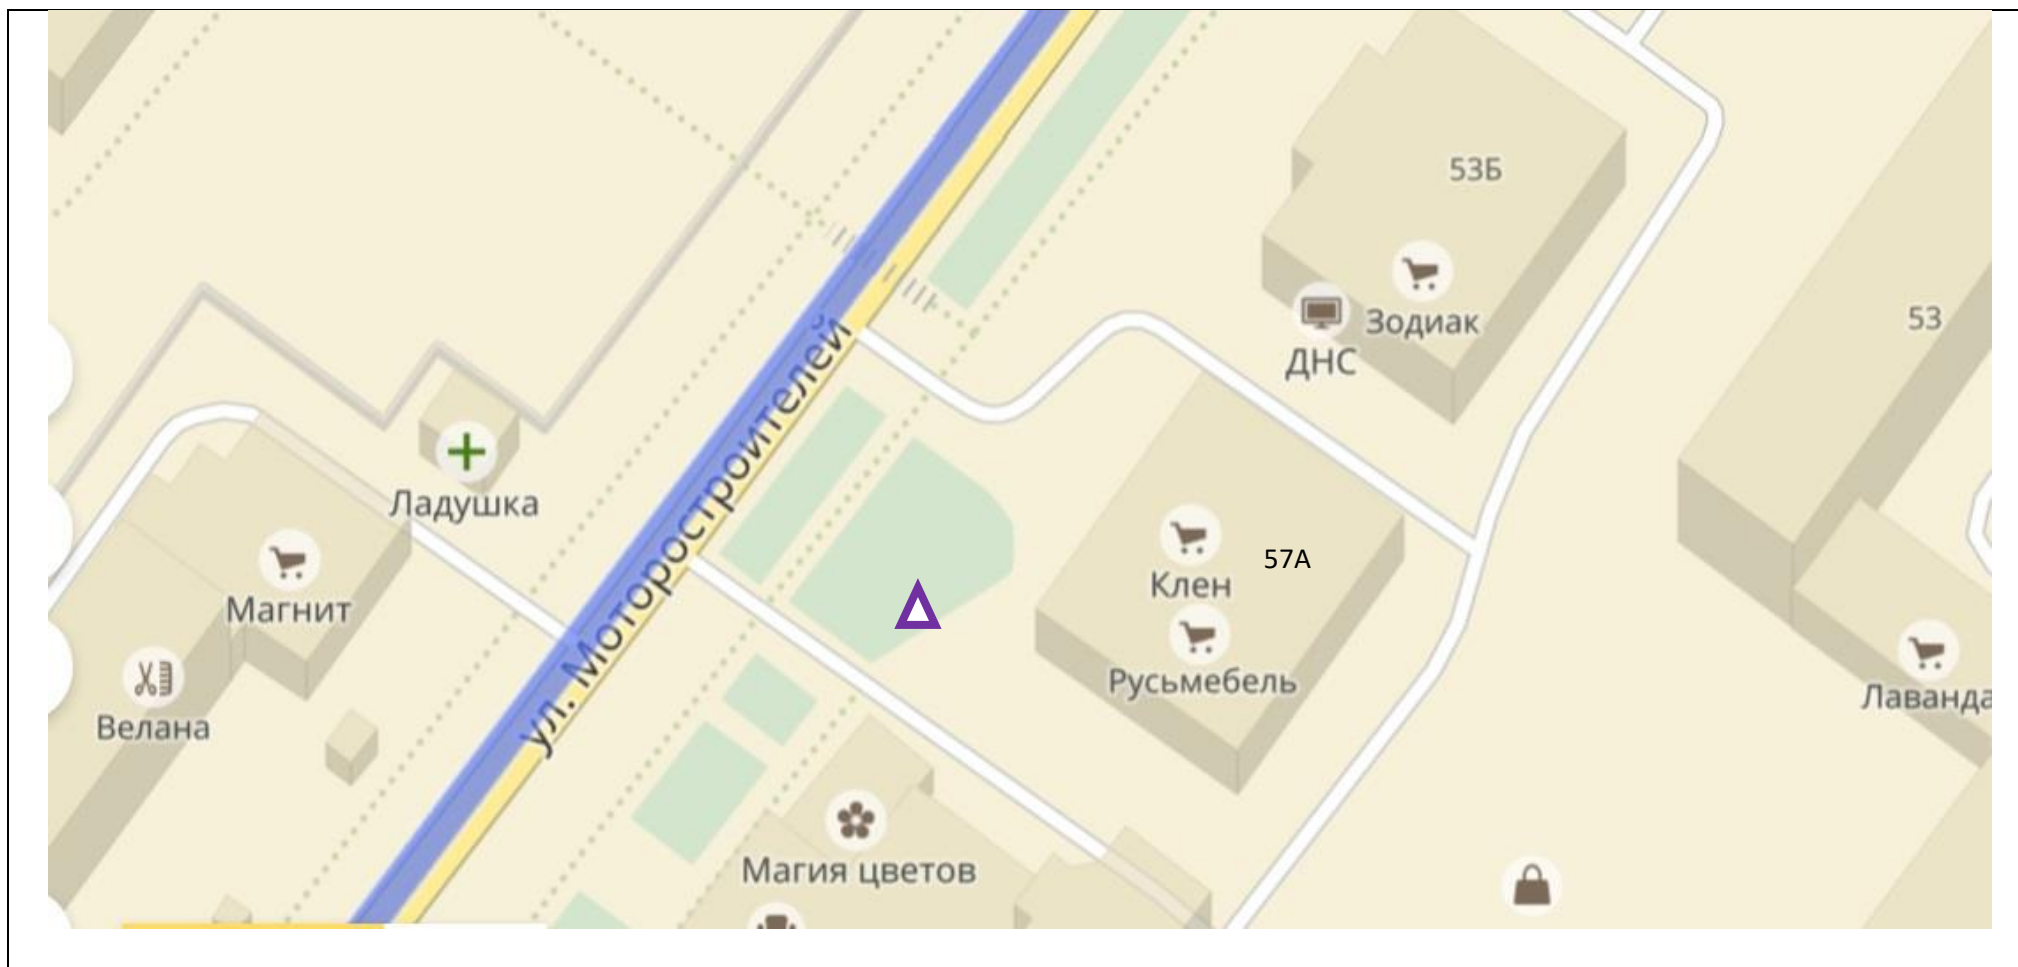 53Б
Зодиак
ДНС
53
ул. Моторостроителей
Ладушка
Клен
57А
Магнит
Русьмебель
Велана
Лаванда
Магия цветов